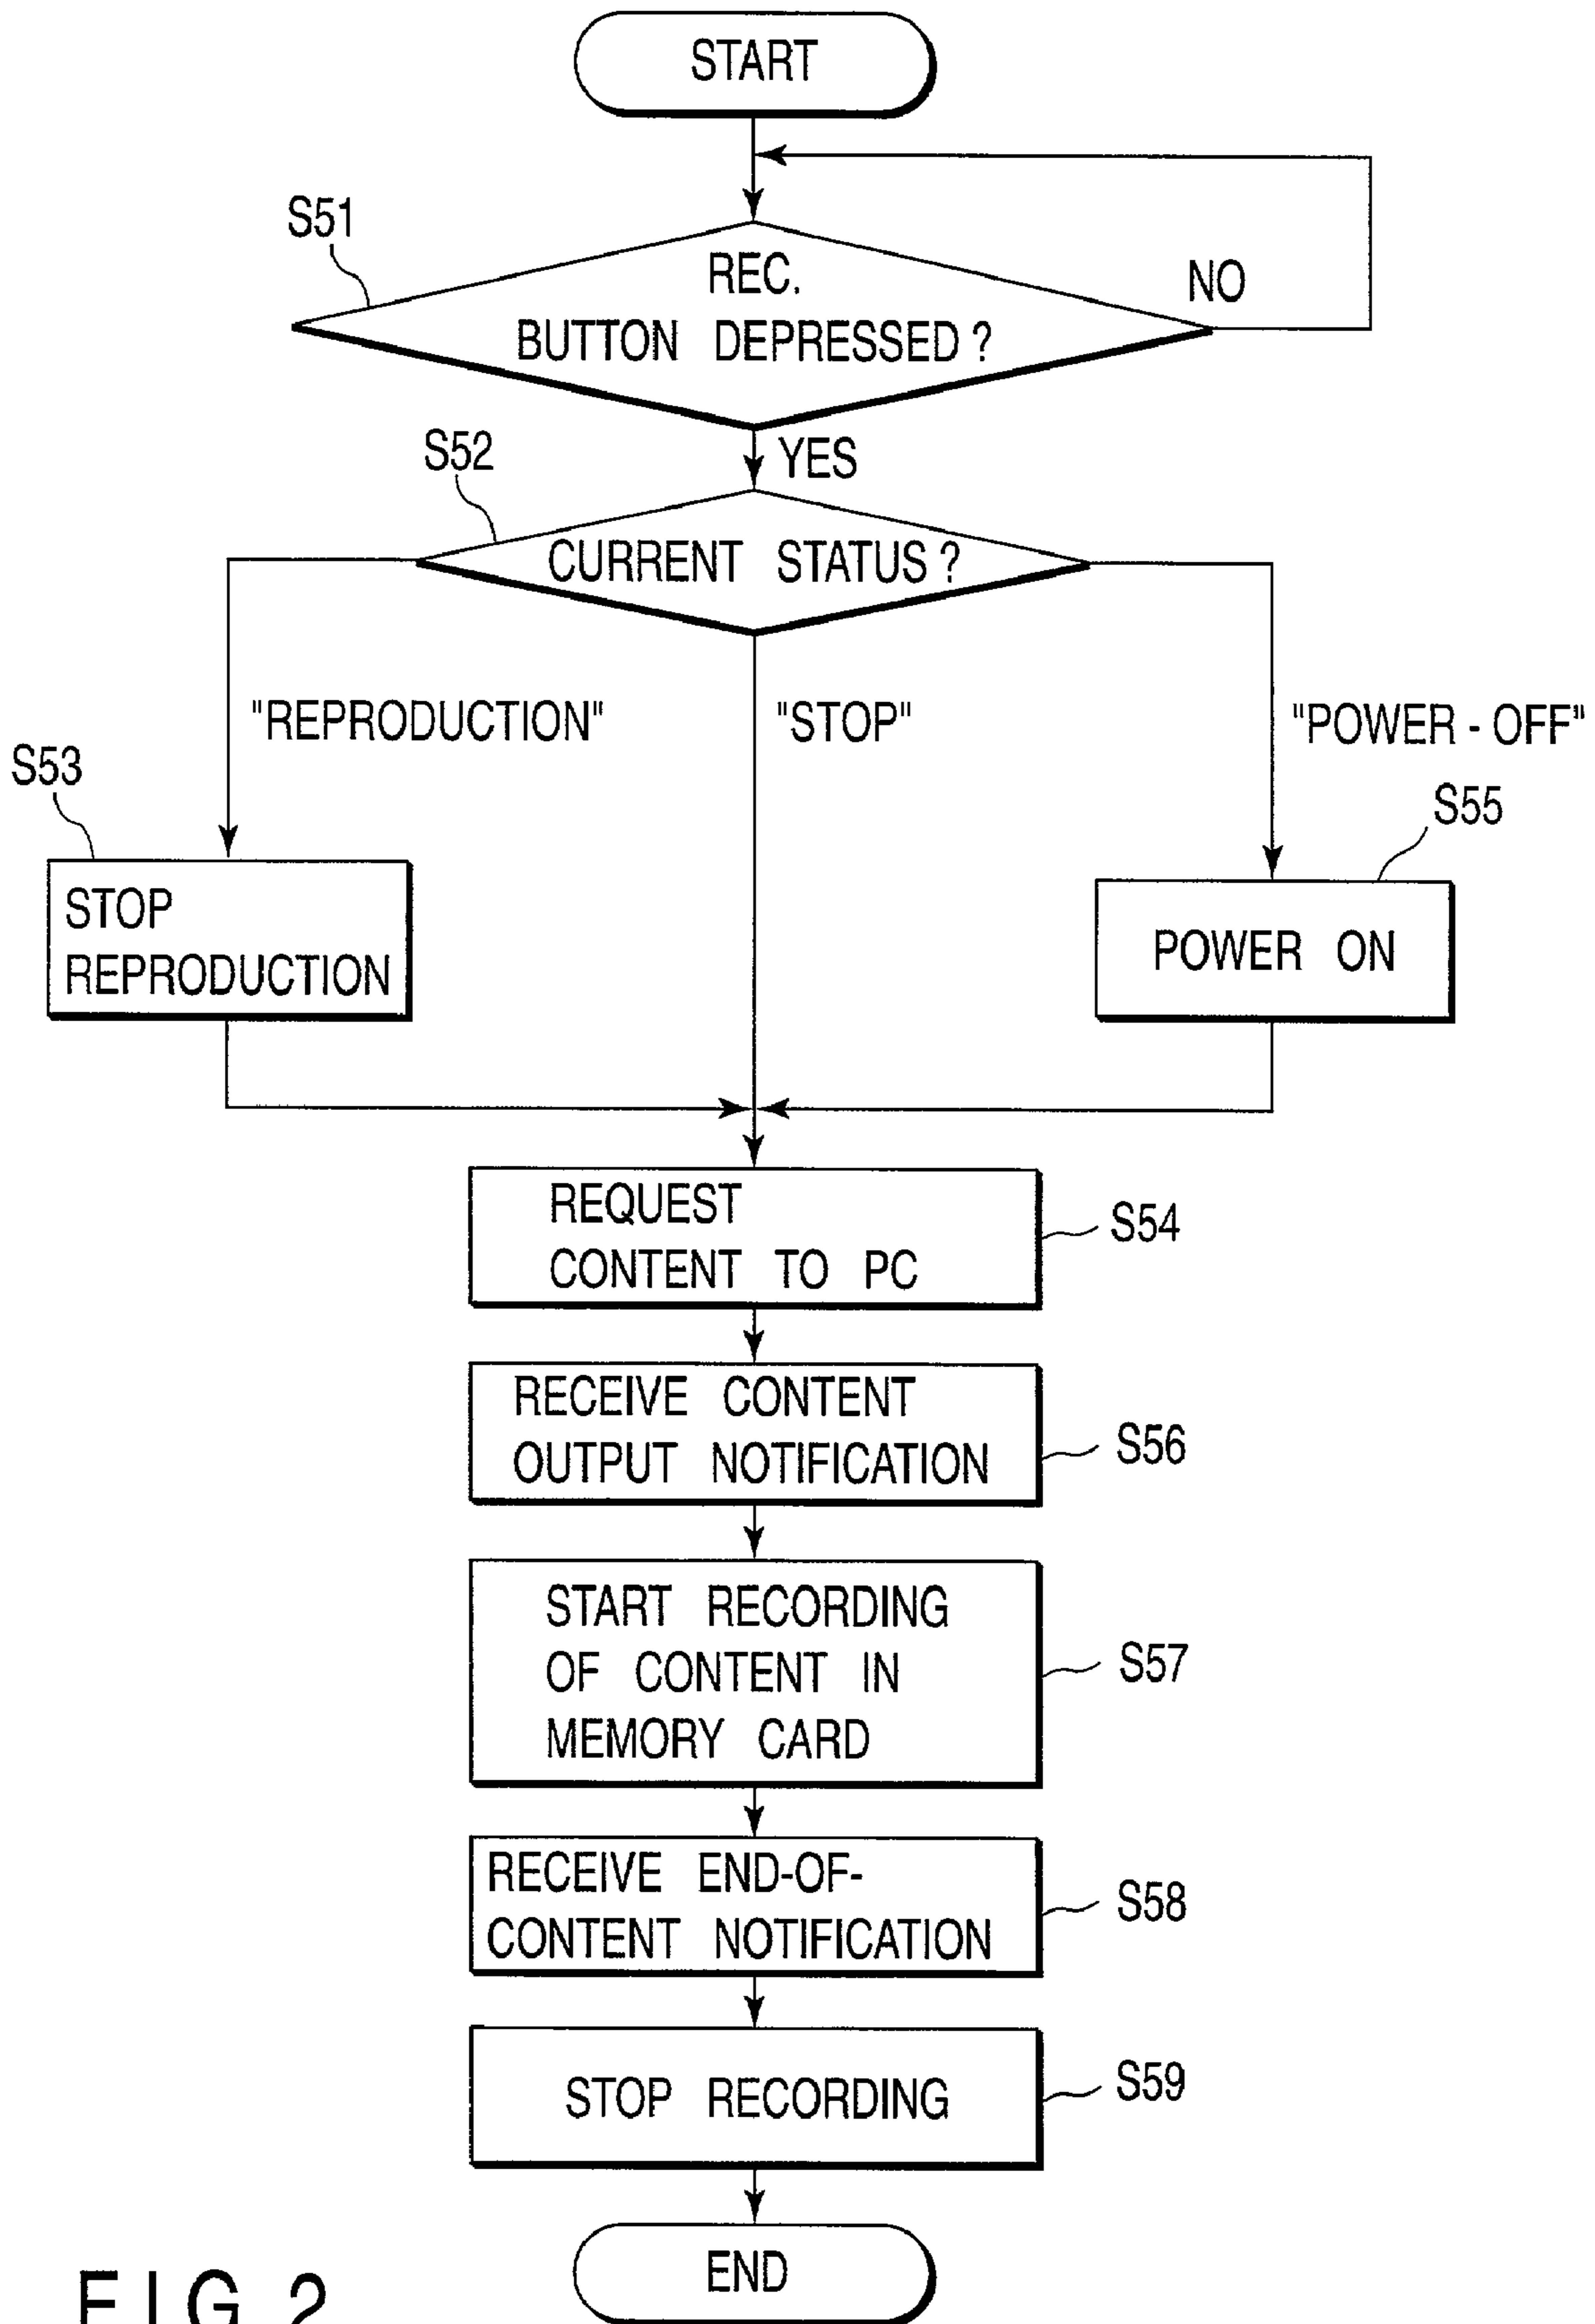 START
S51
REC.
BUTTON DEPRESSED ?
NO
S52
YES
CURRENT STATUS ?
"REPRODUCTION"
"STOP"
"POWER - OFF"
S53
S55
STOP
REPRODUCTION
POWER ON
REQUEST
CONTENT TO PC
S54
RECEIVE CONTENT
OUTPUT NOTIFICATION
S56
START RECORDING
OF CONTENT IN
MEMORY CARD
S57
RECEIVE END-OF-
CONTENT NOTIFICATION
S58
STOP RECORDING
S59
END
FIG. 2